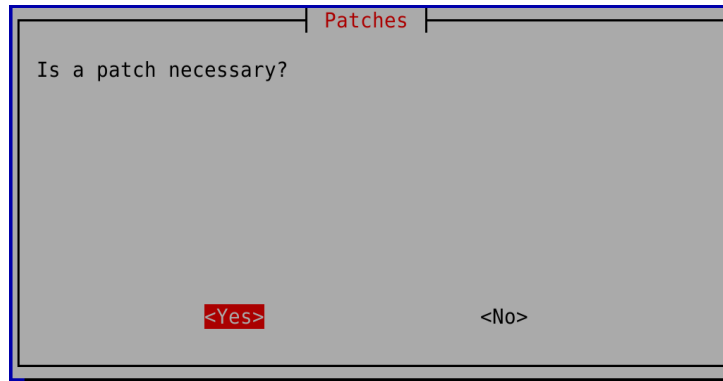 Patches
Is a patch necessary?
<Yes> <No>